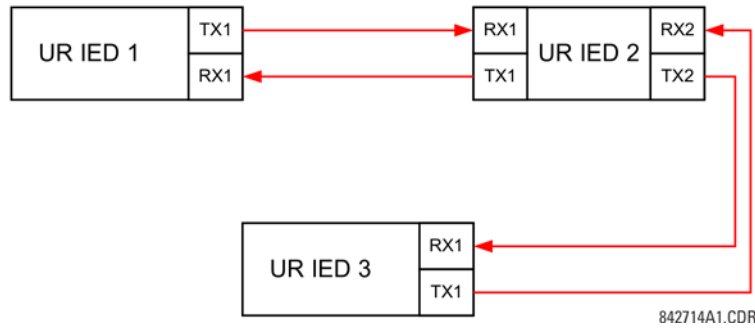 UR IED 1
TX1
RX1
RX1
TX1
UR IED 2
RX2
TX2
UR IED 3
RX1
TX1
842714A1.CDR